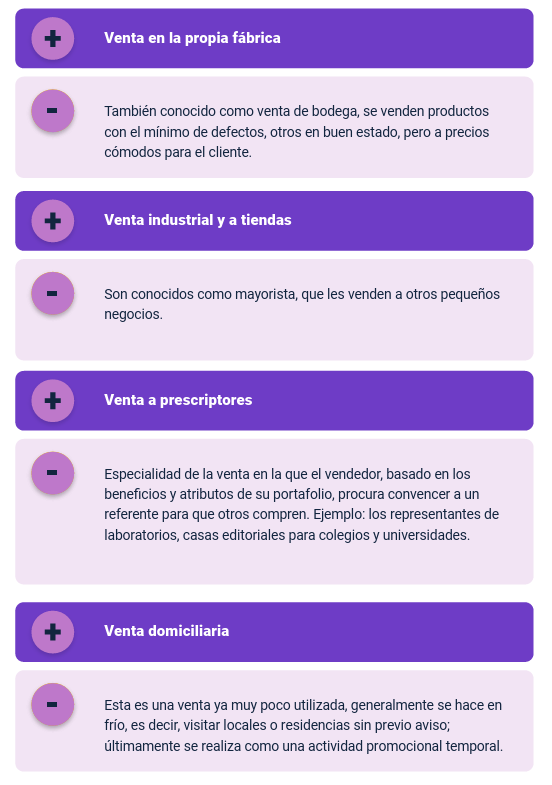 Venta en la propia fábrica
También conocido como venta de bodega, se venden productos
con el mínimo de defectos, otros en buen estado, pero a precios
cómodos para el cliente.
Venta industrial y a tiendas
Son conocidos como mayorista, que les venden a otros pequeños
negocios.
Venta a prescriptores
Especialidad de la venta en la que el vendedor, basado en los
beneficios y atributos de su portafolio, procura convencer a un
referente para que otros compren. Ejemplo: los representantes de
laboratorios, casas editoriales para colegios y universidades.
Venta domiciliaria
Esta es una venta ya muy poco utilizada, generalmente se hace en
frío, es decir, visitar locales o residencias sin previo aviso;
últimamente se realiza como una actividad promocional temporal.